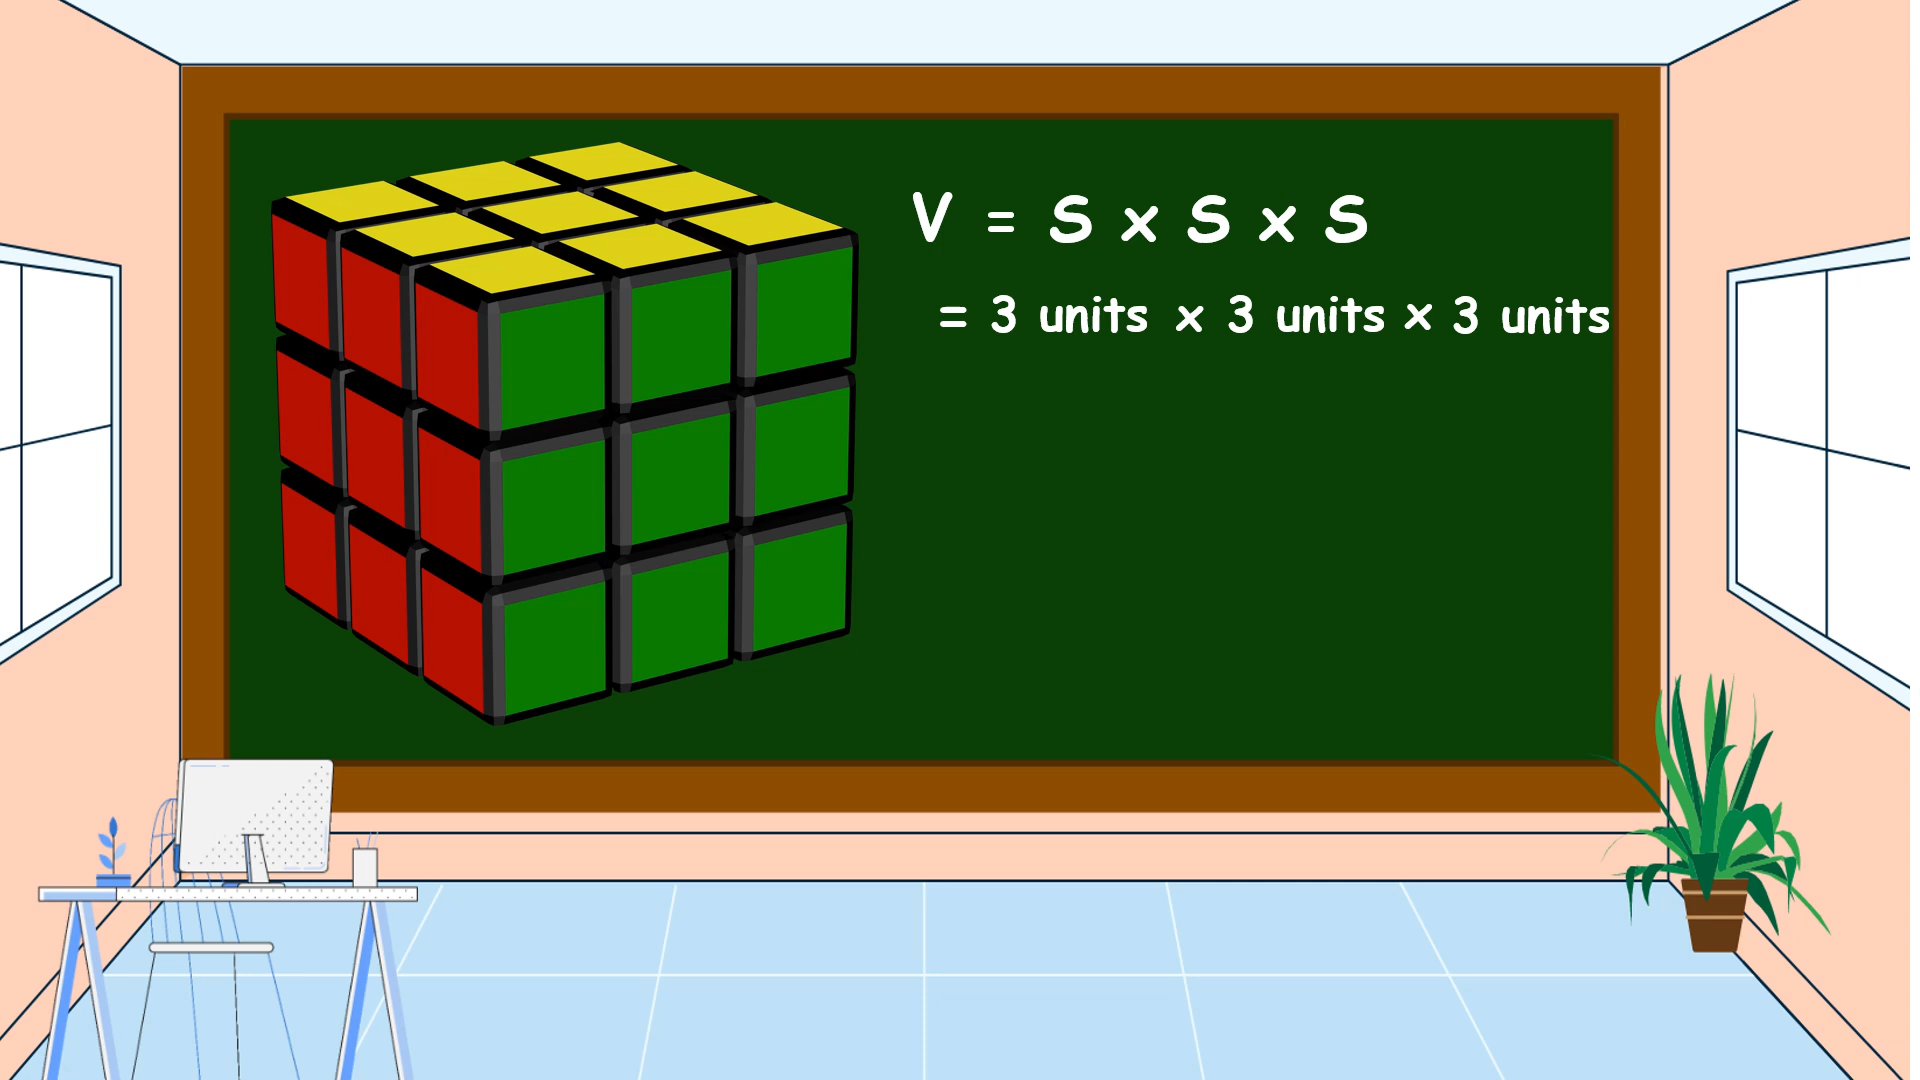 V = S x S x S
= 3 units x 3 units x 3 units